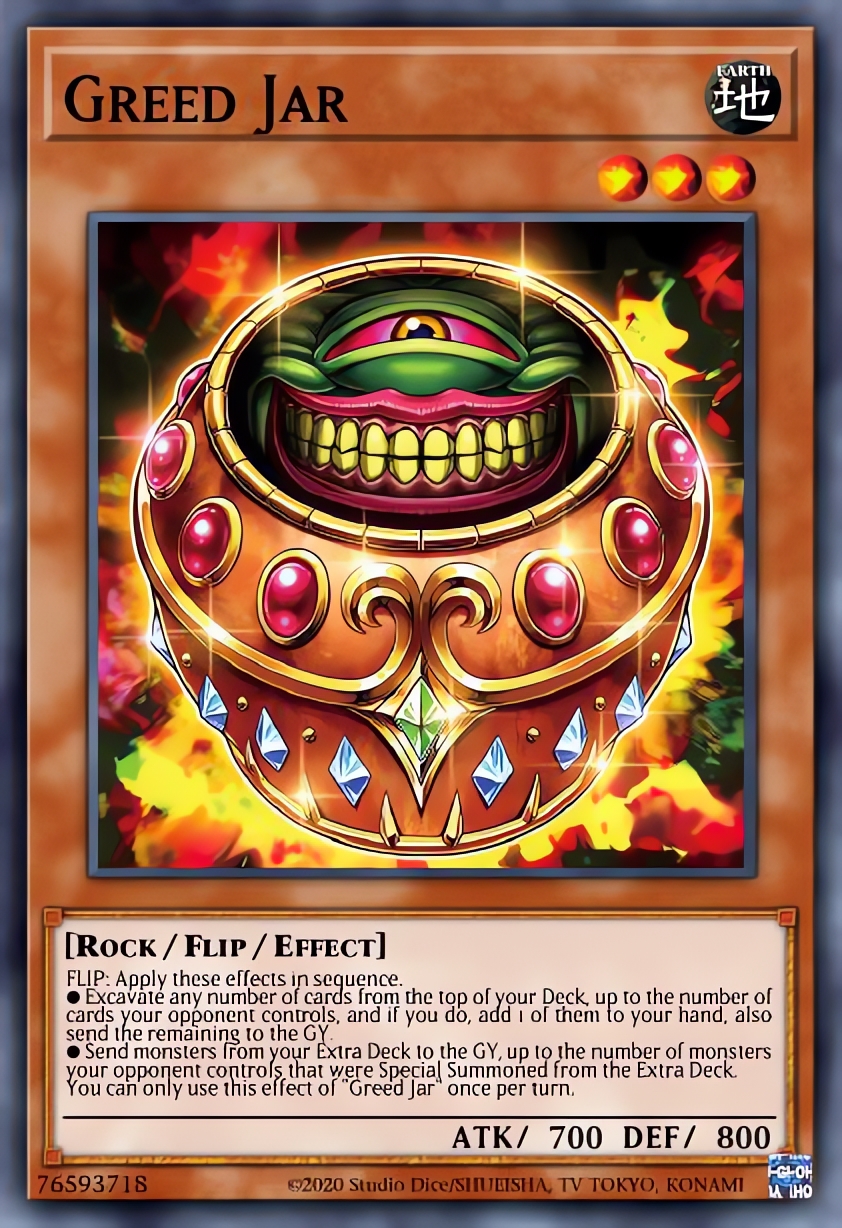 GREED JAR
EARTH
地
[ROCK / FLIP / EFFECT]
FLIP: Apply these effects in sequence.
● Excavate any number of cards from the top of your Deck, up to the number of
cards your opponent controls, and if you do, add 1 of them to your hand, also
send the remaining to the GY.
● Send monsters from your Extra Deck to the GY, up to the number of monsters
your opponent controls that were Special Summoned from the Extra Deck.
You can only use this effect of "Greed Jar" once per turn.
ATK/ 700 DEF/ 800
76593718
©2020 Studio Dice/SHUEISHA, TV TOKYO, KONAMI